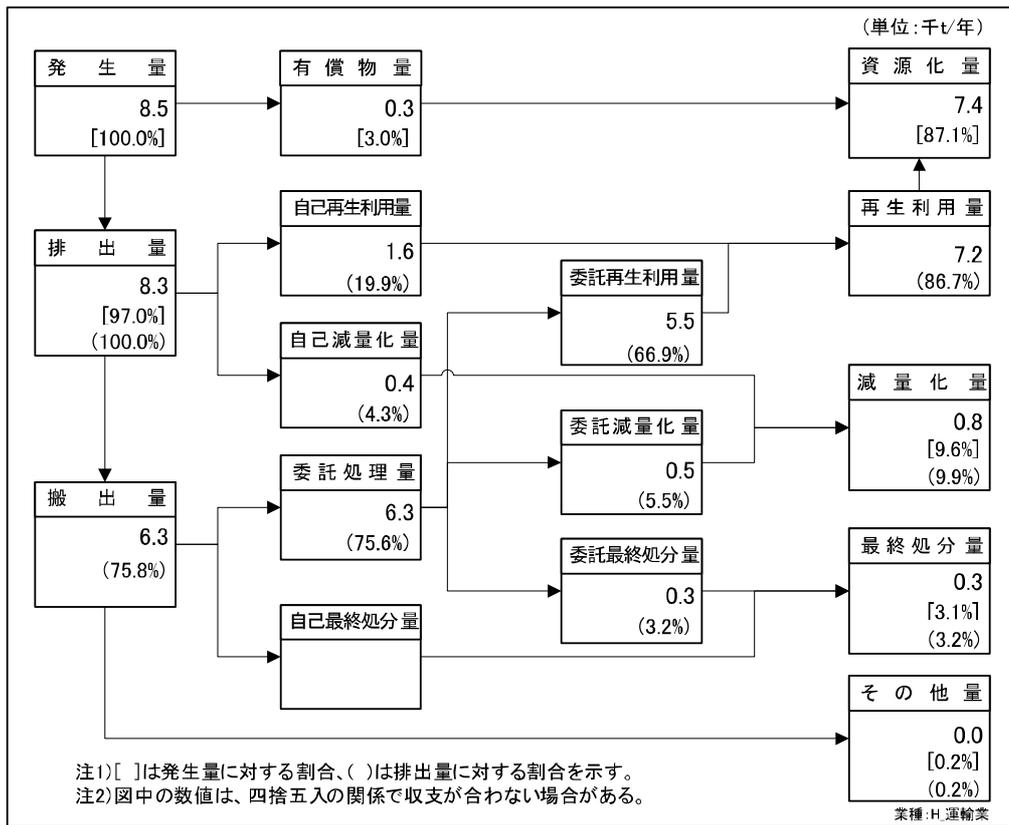 (単位:千t/年)
発生量
8.5
[100.0%]
有償物量
0.3
[3.0%]
資源化量
7.4
[87.1%]
排出量
8.3
[97.0%]
(100.0%)
自己再生利用量
1.6
(19.9%)
再生利用量
7.2
(86.7%)
委託再生利用量
5.5
(66.9%)
自己減量化量
0.4
(4.3%)
減量化量
0.8
[9.6%]
(9.9%)
委託減量化量
0.5
(5.5%)
搬出量
6.3
(75.8%)
委託処理量
6.3
(75.6%)
委託最終処分量
0.3
(3.2%)
最終処分量
0.3
[3.1%]
(3.2%)
自己最終処分量
その他量
0.0
[0.2%]
(0.2%)
注1)[ ]は発生量に対する割合、( )は排出量に対する割合を示す。
注2)図中の数値は、四捨五入の関係で収支が合わない場合がある。
業種:H_運輸業